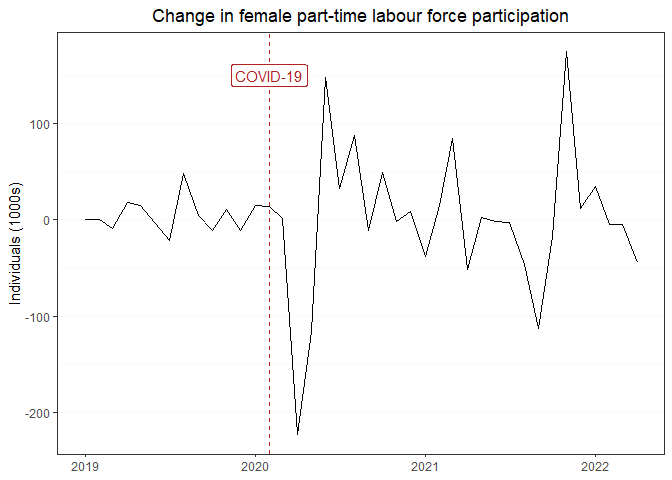 Change in female part-time labour force participation
COVID-19
Individuals (1000s)
100
0
-100
-200
2019
2020
2021
2022